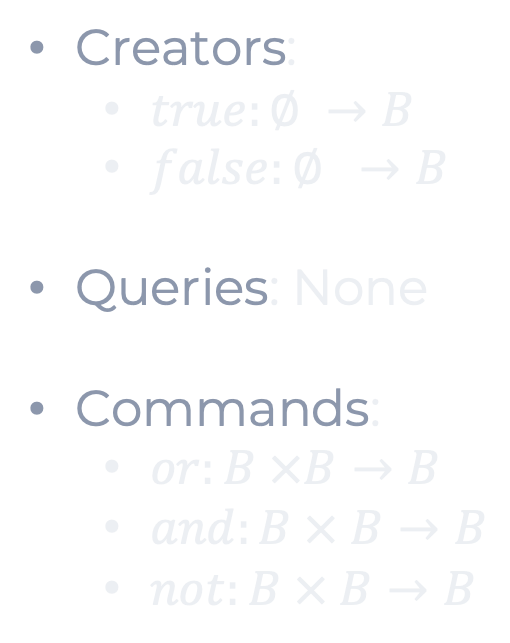 • Creators:
• true: ∅ → B
• false: ∅ → B
• Queries: None
• Commands:
• or: B ×B → B
• and: B × B → B
• not: B × B → B